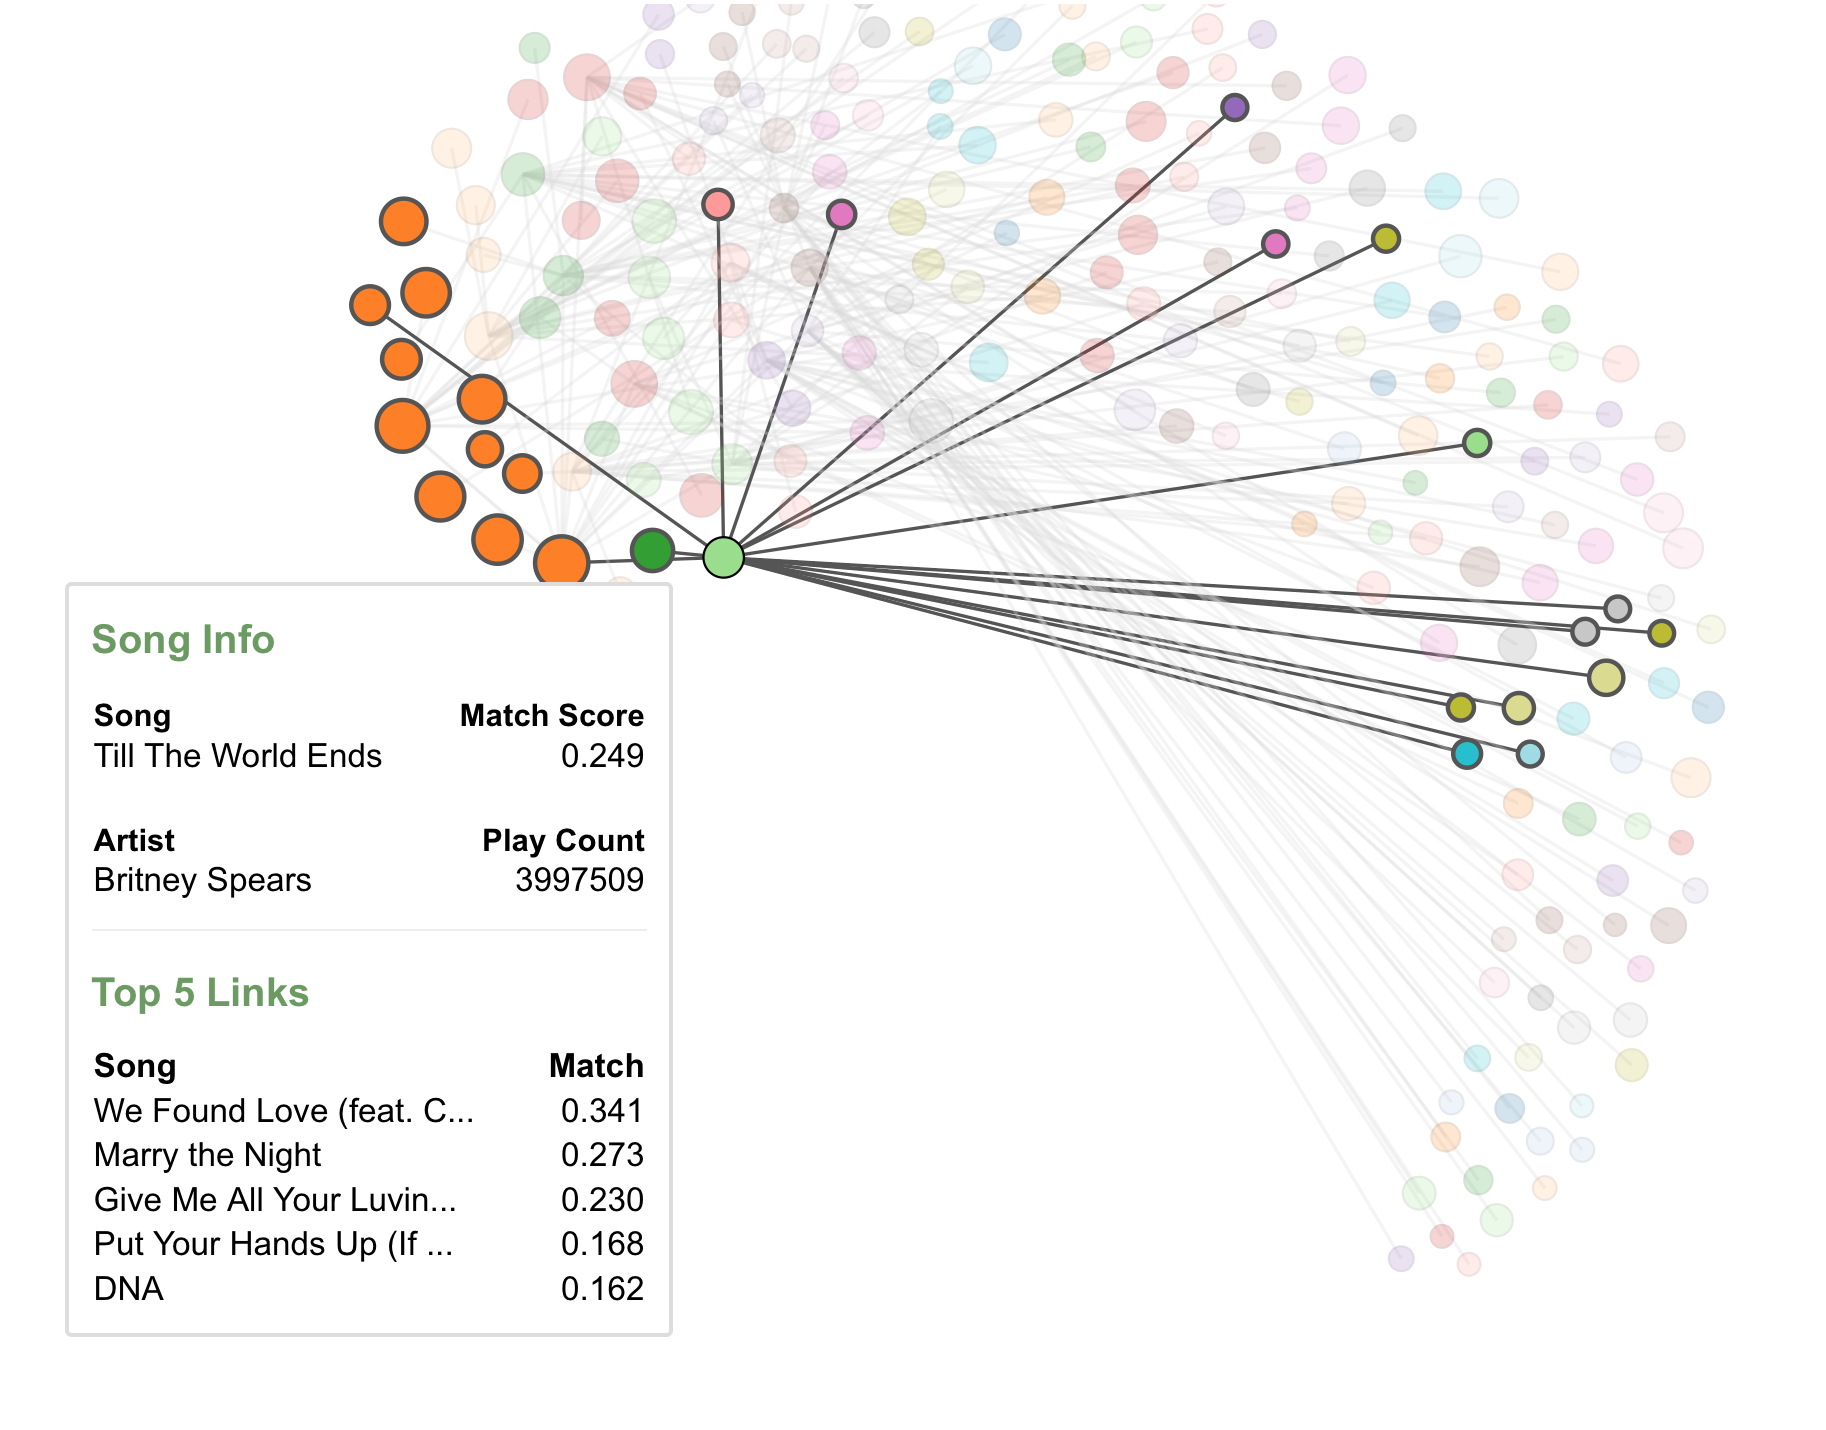 Song Info
Song Match Score
Till The World Ends 0.249
Artist Play Count
Britney Spears 3997509
Top 5 Links
Song Match
We Found Love (feat. C... 0.341
Marry the Night 0.273
Give Me All Your Luvin... 0.230
Put Your Hands Up (If ... 0.168
DNA 0.162